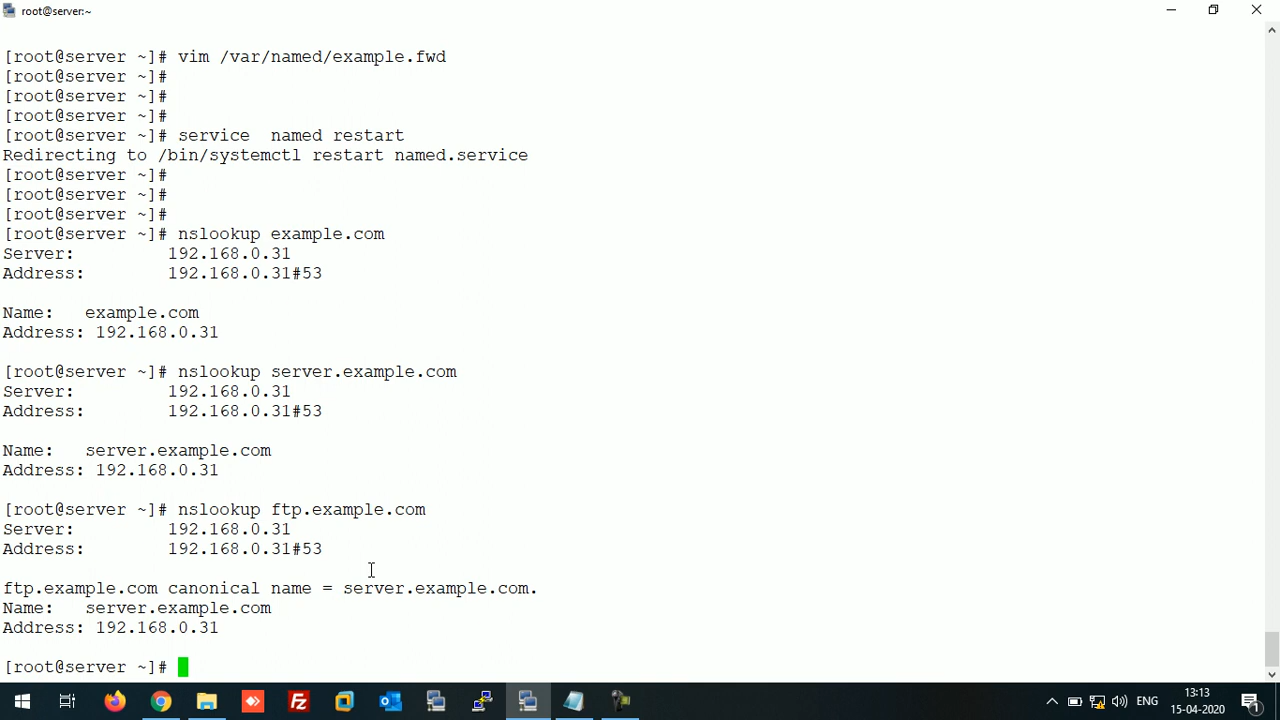 root@server:~
[root@server ~]# vim /var/named/example.fwd
[root@server ~]#
[root@server ~]#
[root@server ~]#
[root@server ~]# service  named restart
Redirecting to /bin/systemctl restart named.service
[root@server ~]#
[root@server ~]#
[root@server ~]#
[root@server ~]# nslookup example.com
Server:         192.168.0.31
Address:        192.168.0.31#53
Name:   example.com
Address: 192.168.0.31
[root@server ~]# nslookup server.example.com
Server:         192.168.0.31
Address:        192.168.0.31#53
Name:   server.example.com
Address: 192.168.0.31
[root@server ~]# nslookup ftp.example.com
Server:         192.168.0.31
Address:        192.168.0.31#53
ftp.example.com canonical name = server.example.com.
Name:   server.example.com
Address: 192.168.0.31
[root@server ~]#
ENG
13:13
15-04-2020
1